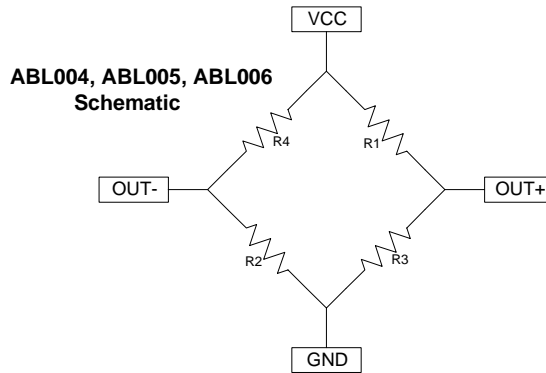 VCC
ABL004, ABL005, ABL006
Schematic
R4
R1
OUT-
OUT+
R2
R3
GND